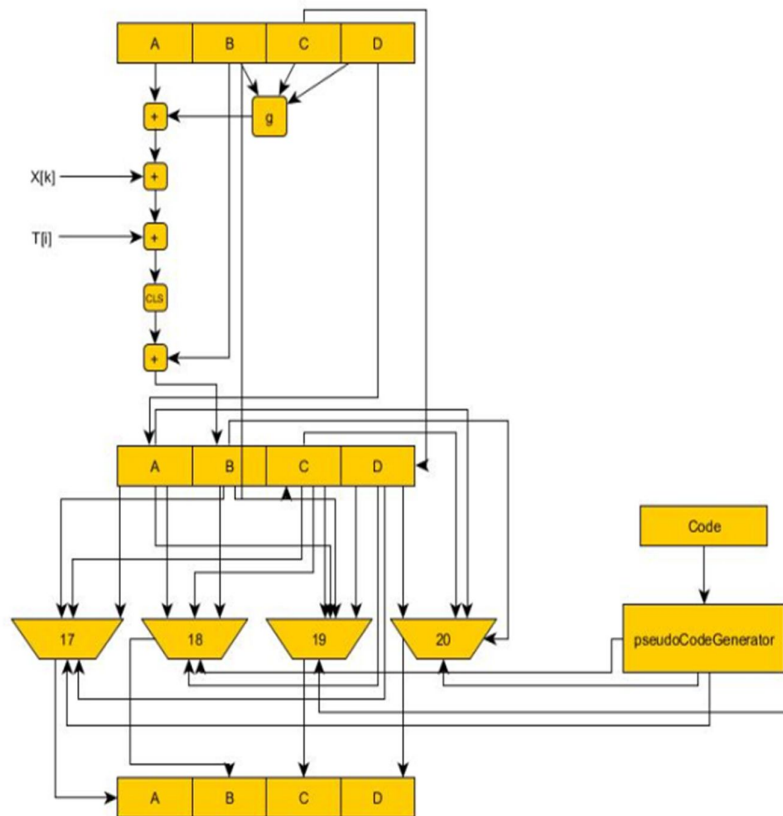 A B C D
+ g
X[k] +
T[i] +
CLS
+
A B C D
Code
17 18 19 20 pseudoCodeGenerator
A B C D